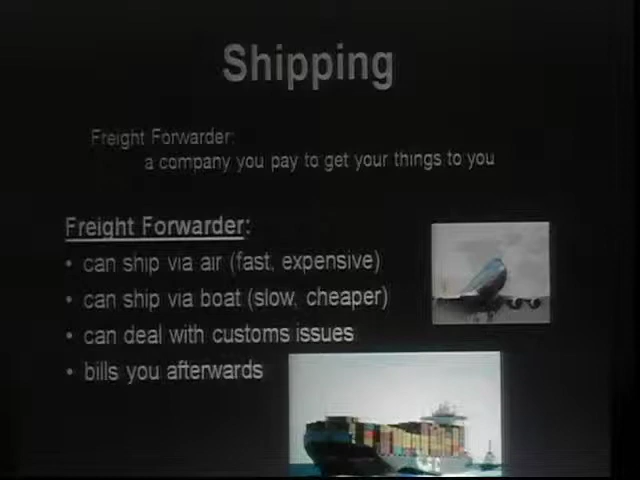 Shipping
Freight Forwarder:
a company you pay to get your things to you
Freight Forwarder:
• can ship via air (fast, expensive)
• can ship via boat (slow, cheaper)
• can deal with customs issues
• bills you afterwards